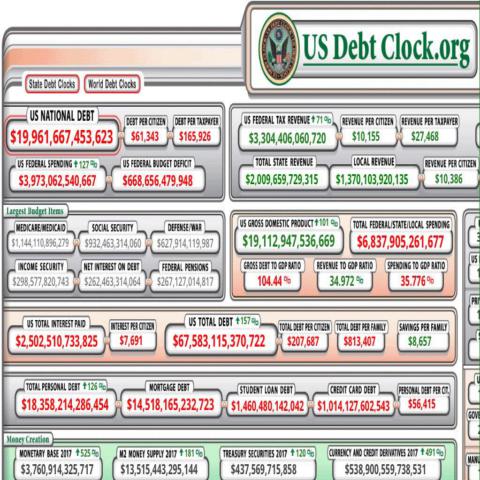 US Debt Clock.org
State Debt Clocks World Debt Clocks
US NATIONAL DEBT
$19,961,667,453,623
DEBT PER CITIZEN
$61,343
DEBT PER TAXPAYER
$165,926
US FEDERAL SPENDING ↑127%
$3,973,062,540,667
US FEDERAL BUDGET DEFICIT
$668,656,479,948
US FEDERAL TAX REVENUE ↑71%
$3,304,406,060,720
REVENUE PER CITIZEN
$10,155
REVENUE PER TAXPAYER
$27,468
TOTAL STATE REVENUE
$2,009,659,729,315
LOCAL REVENUE
$1,370,103,920,135
REVENUE PER CITIZEN
$10,386
Largest Budget Items
MEDICARE/MEDICAID
$1,144,110,896,279
SOCIAL SECURITY
$932,463,314,060
DEFENSE/WAR
$627,914,119,987
INCOME SECURITY
$298,577,820,743
NET INTEREST ON DEBT
$262,463,314,064
FEDERAL PENSIONS
$267,127,014,817
US GROSS DOMESTIC PRODUCT ↑101%
$19,112,947,536,669
TOTAL FEDERAL/STATE/LOCAL SPENDING
$6,837,905,261,677
GROSS DEBT TO GDP RATIO
104.44 %
REVENUE TO GDP RATIO
34.972 %
SPENDING TO GDP RATIO
35.776 %
US TOTAL INTEREST PAID
$2,502,510,733,825
INTEREST PER CITIZEN
$7,691
US TOTAL DEBT ↑157%
$67,583,115,370,722
TOTAL DEBT PER CITIZEN
$207,687
TOTAL DEBT PER FAMILY
$813,407
SAVINGS PER FAMILY
$8,657
TOTAL PERSONAL DEBT ↑126%
$18,358,214,286,454
MORTGAGE DEBT
$14,518,165,232,723
STUDENT LOAN DEBT
$1,460,480,142,042
CREDIT CARD DEBT
$1,014,127,602,543
PERSONAL DEBT PER CIT.
$56,415
Money Creation
MONETARY BASE 2017 ↑525%
$3,760,914,325,717
M2 MONEY SUPPLY 2017 ↑181%
$13,515,443,295,144
TREASURY SECURITIES 2017 ↑120%
$437,569,715,858
CURRENCY AND CREDIT DERIVATIVES 2017 ↑491%
$538,900,559,738,531